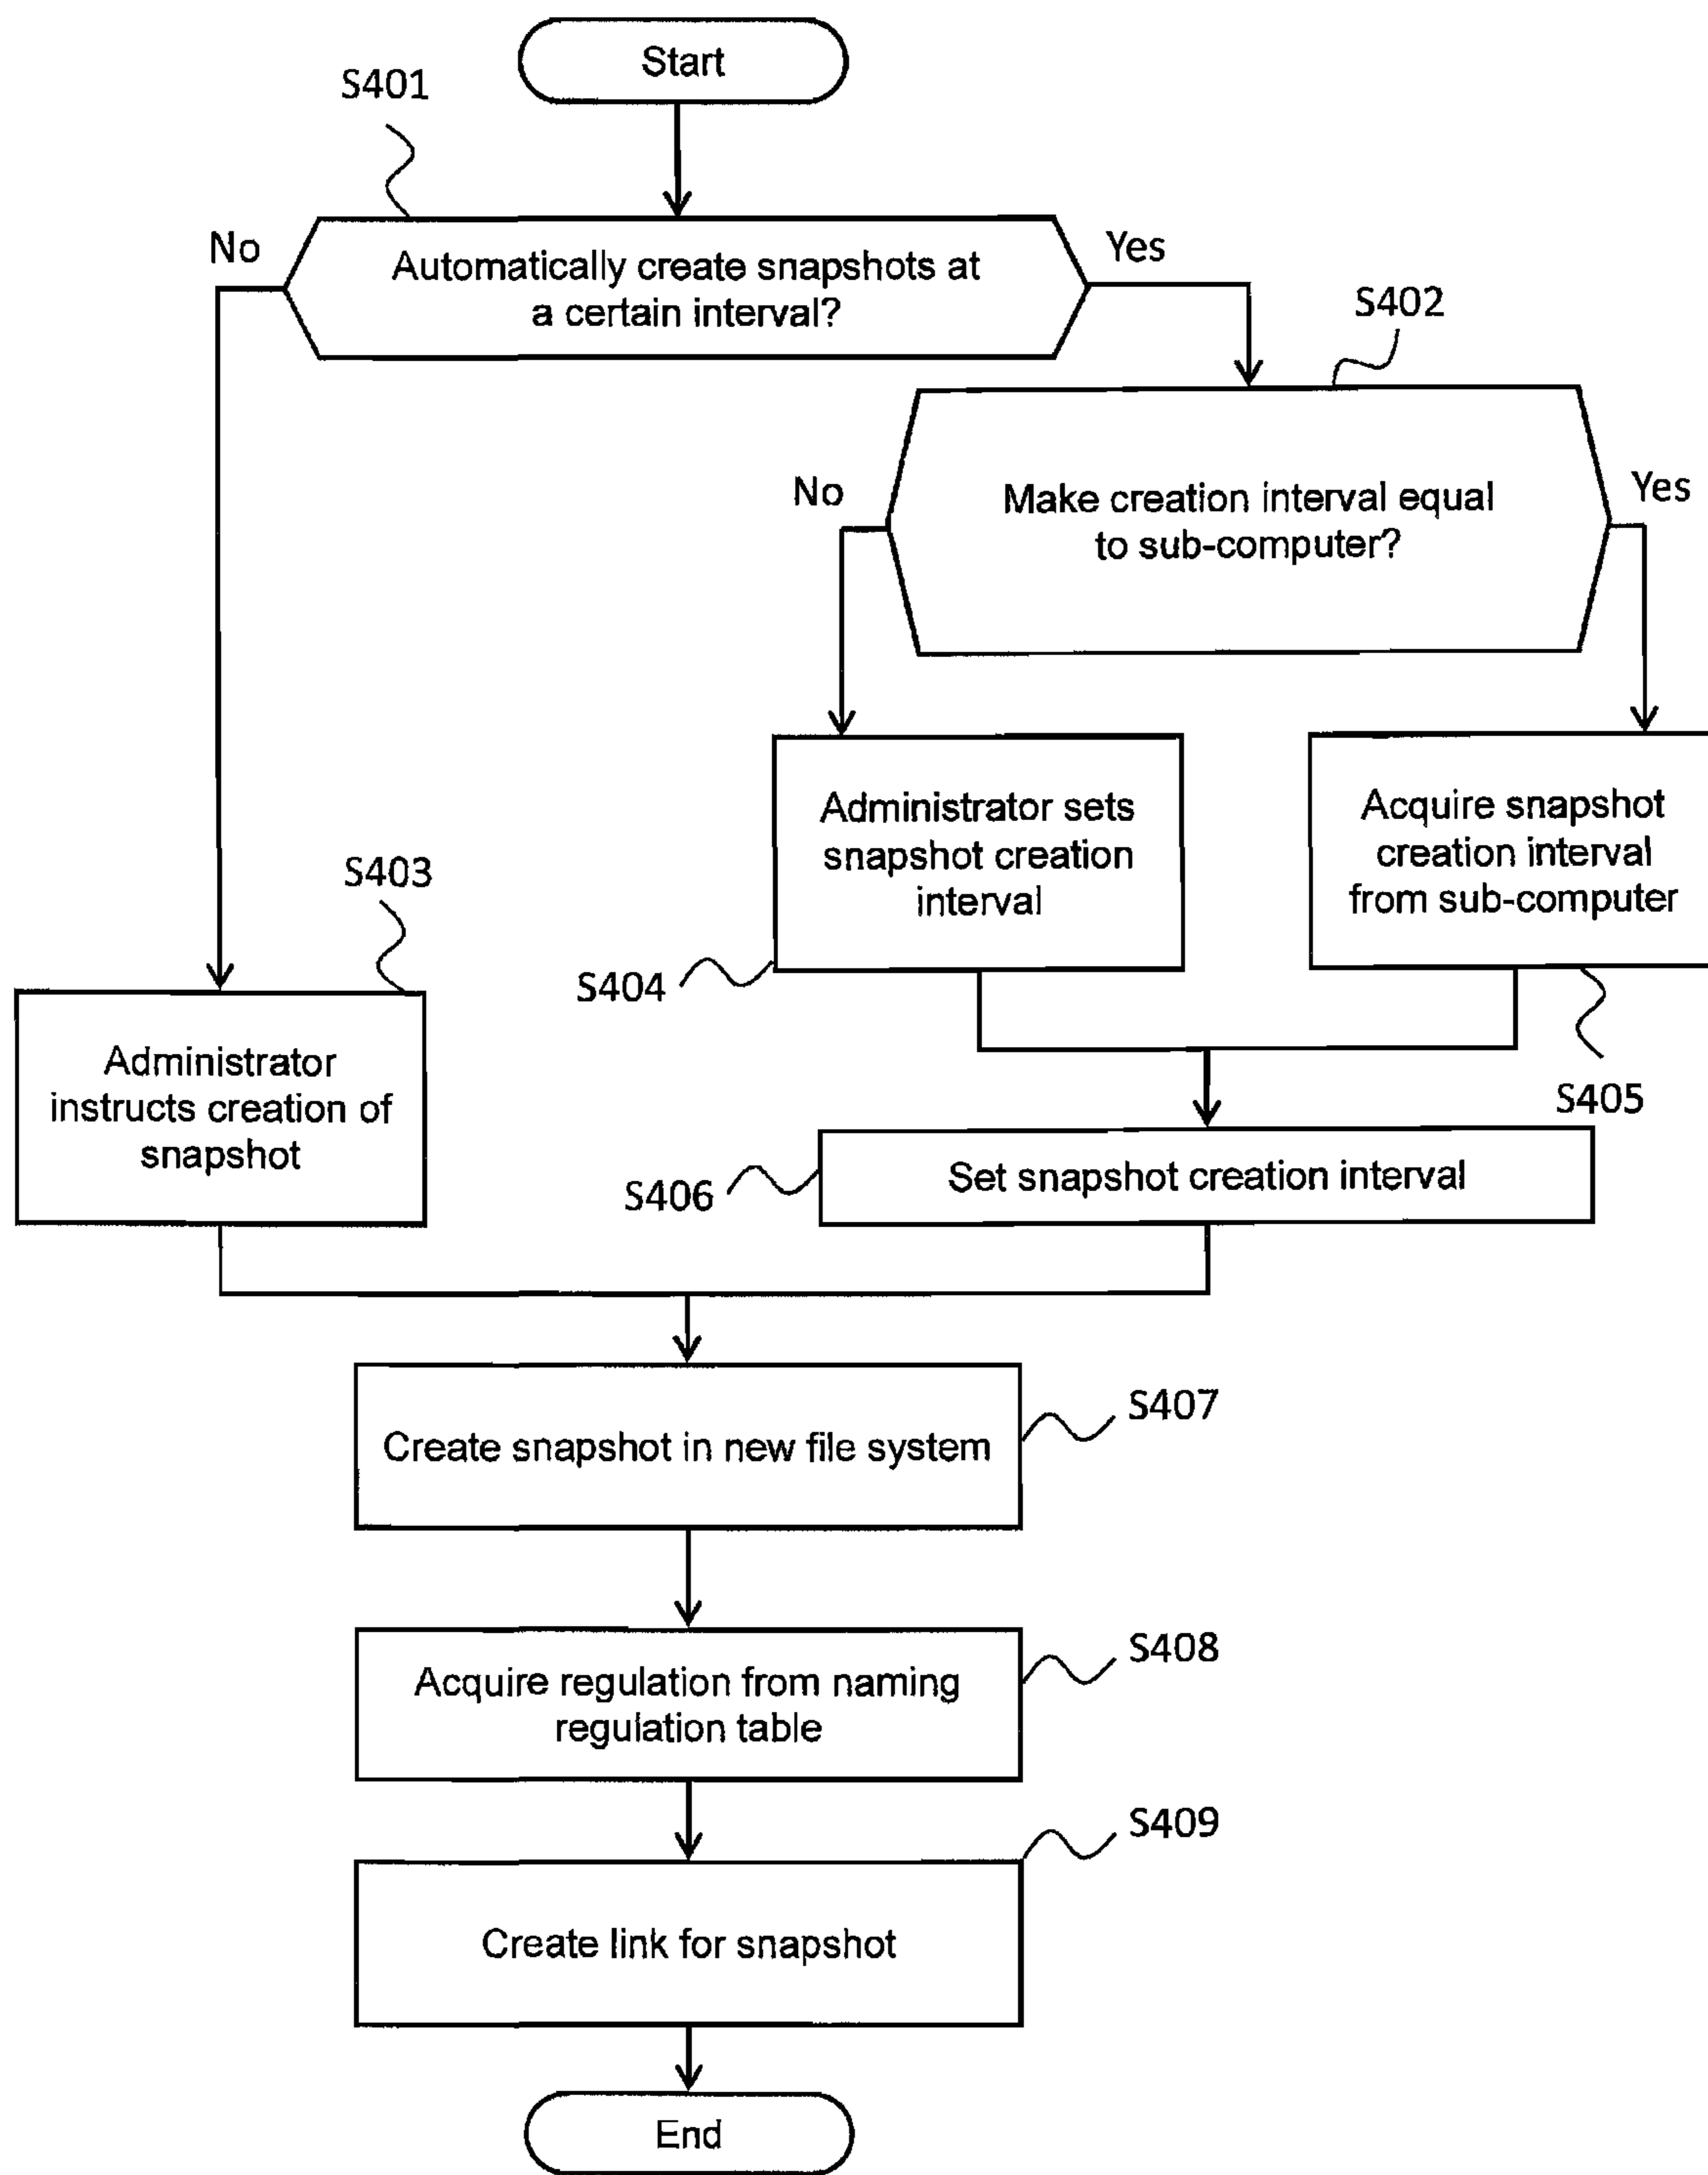 Start
S401
No
Yes
Automatically create snapshots at
a certain interval?
S402
No
Yes
Make creation interval equal
to sub-computer?
Administrator sets
snapshot creation
interval
Acquire snapshot
creation interval
from sub-computer
S403
S404
Administrator
instructs creation of
snapshot
S405
S406
Set snapshot creation interval
S407
Create snapshot in new file system
S408
Acquire regulation from naming
regulation table
S409
Create link for snapshot
End